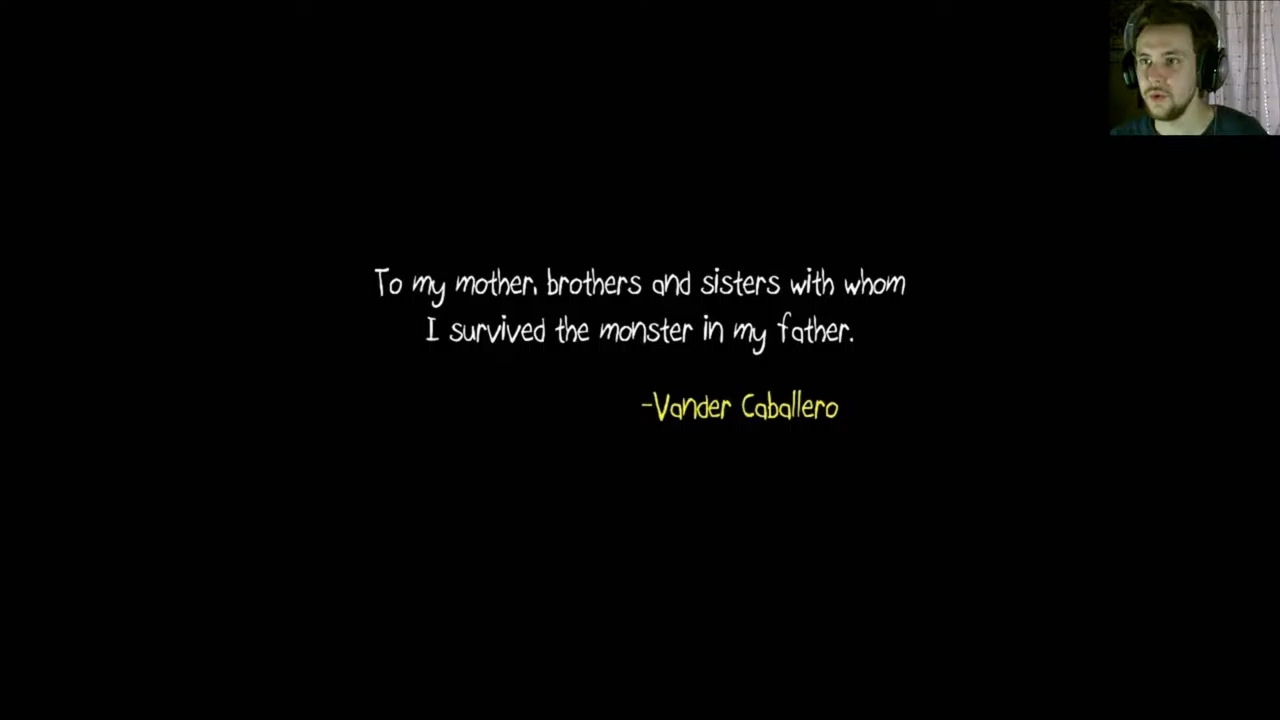 To my mother, brothers and sisters with whom
I survived the monster in my father.
-Vander Caballero